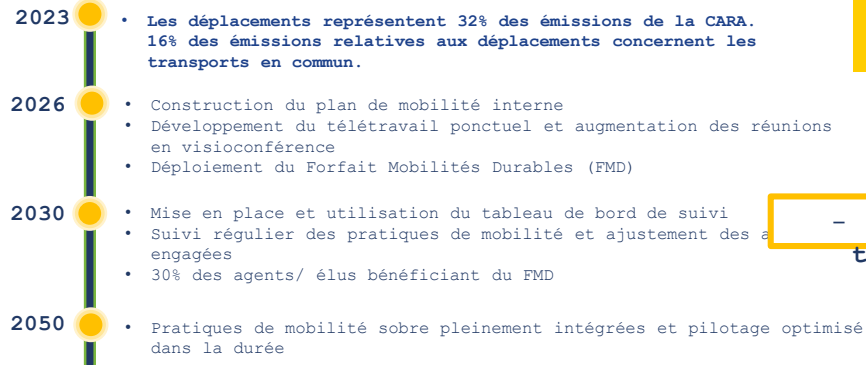 2023
• Les déplacements représentent 32% des émissions de la CARA.
16% des émissions relatives aux déplacements concernent les
transports en commun.
2026
• Construction du plan de mobilité interne
• Développement du télétravail ponctuel et augmentation des réunions
en visioconférence
• Déploiement du Forfait Mobilités Durables (FMD)
2030
• Mise en place et utilisation du tableau de bord de suivi
• Suivi régulier des pratiques de mobilité et ajustement des
engagées
• 30% des agents/ élus bénéficiant du FMD
–
2050
• Pratiques de mobilité sobre pleinement intégrées et pilotage optimisé
dans la durée